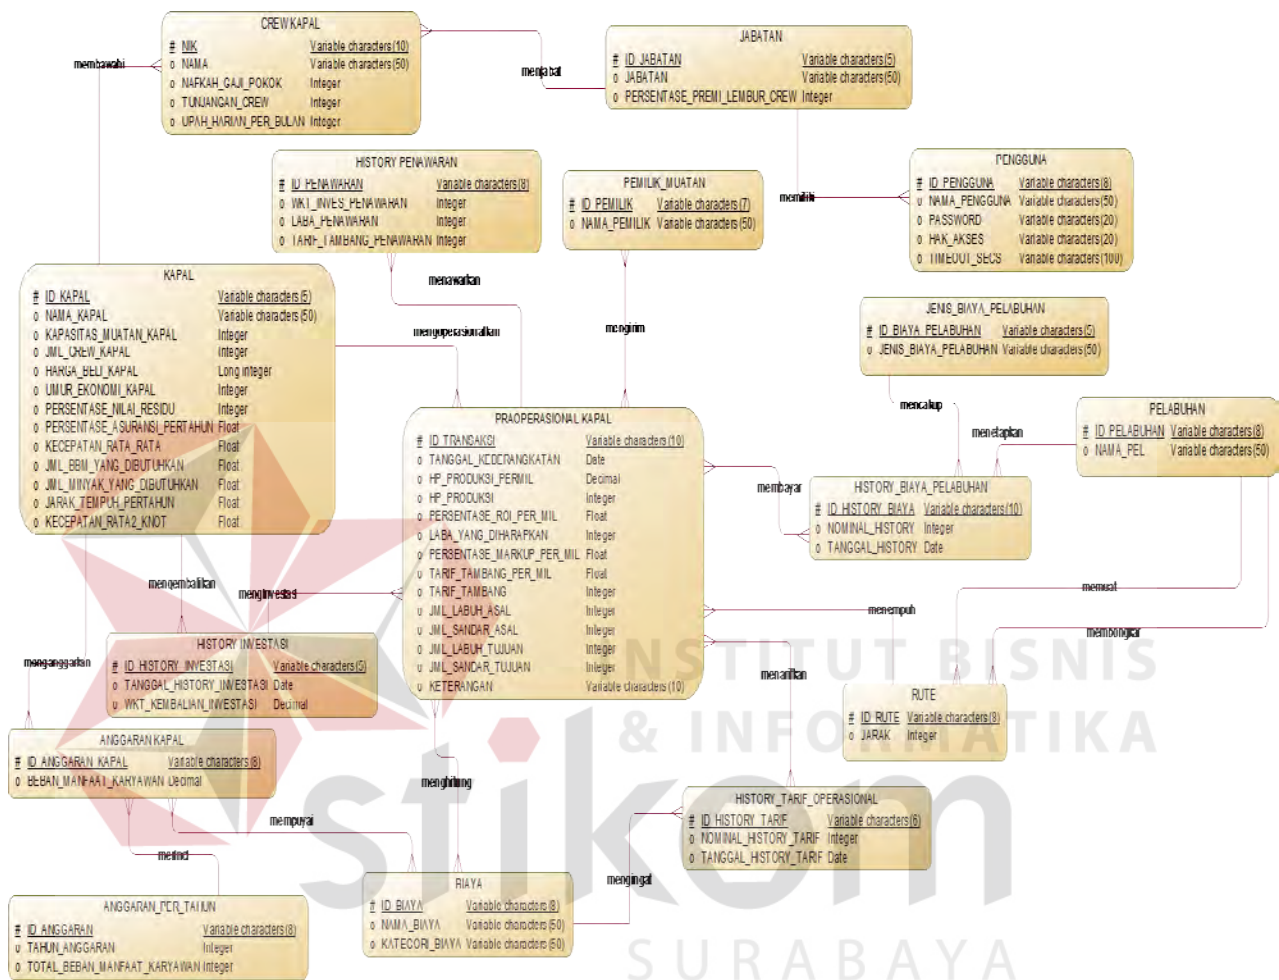 CREW KAPAL
# NIK Variable characters (10)
o NAMA Variable characters (50)
o NAFKAH_GAJI_POKOK Integer
o TUNJANGAN_CREW Integer
o UPAH_HARIAN_PER_BULAN Integer
membawahi
menjabat
JABATAN
# ID_JABATAN Variable characters (5)
o JABATAN Variable characters (50)
o PERSENTASE_PREMI_LEMBUR_CREW Integer
HISTORY PENAWARAN
# ID_PENAWARAN Variable characters (8)
o WKT_INVES_PENAWARAN Integer
o LABA_PENAWARAN Integer
o TARIF_TAMBANG_PENAWARAN Integer
PEMILIK_MUATAN
# ID_PEMILIK Variable characters (7)
o NAMA_PEMILIK Variable characters (50)
memiliki
PENGGUNA
# ID_PENGGUNA Variable characters (8)
o NAMA_PENGGUNA Variable characters (50)
o PASSWORD Variable characters (20)
o HAK_AKSES Variable characters (20)
o TIMEOUT_SECS Variable characters (100)
KAPAL
# ID_KAPAL Variable characters (5)
o NAMA_KAPAL Variable characters (50)
o KAPASITAS_MUATAN_KAPAL Integer
o JML_CREW_KAPAL Integer
o HARGA_BELI_KAPAL Long integer
o UMUR_EKONOMI_KAPAL Integer
o PERSENTASE_NILAI_RESIDU Integer
o PERSENTASE_ASURANSI_PERTAHUN Float
o KECEPATAN_RATA_RATA Float
o JML_BBM_YANG_DIBUTUHKAN Float
o JML_MINYAK_YANG_DIBUTUHKAN Float
o JARAK_TEMPUH_PERTAHUN Float
o KECEPATAN_RATA2_KNOT Float
menawarkan
mengoperasionalkan
mengirim
JENIS_BIAYA_PELABUHAN
# ID_BIAYA_PELABUHAN Variable characters (5)
o JENIS_BIAYA_PELABUHAN Variable characters (50)
mencakup
menetapkan
PELABUHAN
# ID_PELABUHAN Variable characters (8)
o NAMA_PEL Variable characters (50)
PRAOPERASIONAL KAPAL
# ID_TRANSAKSI Variable characters (10)
o TANGGAL_KEBERANGKATAN Date
o HP_PRODUKSI_PERMIL Decimal
o HP_PRODUKSI Integer
o PERSENTASE_ROI_PER_MIL Float
o LABA_YANG_DIHARAPKAN Integer
o PERSENTASE_MARKUP_PER_MIL Float
o TARIF_TAMBANG_PER_MIL Float
o TARIF_TAMBANG Integer
o JML_LABUH_ASAL Integer
o JML_SANDAR_ASAL Integer
o JML_LABUH_TUJUAN Integer
o JML_SANDAR_TUJUAN Integer
o KETERANGAN Variable characters (10)
membayar
HISTORY_BIAYA_PELABUHAN
# ID_HISTORY_BIAYA Variable characters (10)
o NOMINAL_HISTORY Integer
o TANGGAL_HISTORY Date
mengembalikan
menginvestasi
menempuh
memuat
membongkar
menganggarkan
HISTORY INVESTASI
# ID_HISTORY_INVESTASI Variable characters (5)
o TANGGAL_HISTORY_INVESTASI Date
o WKT_KEMBALIAN_INVESTASI Decimal
menarifkan
INSTITUT BISNIS
& INFORMATIKA
RUTE
# ID_RUTE Variable characters (8)
o JARAK Integer
ANGGARAN KAPAL
# ID_ANGGARAN_KAPAL Variable characters (8)
o BEBAN_MANFAAT_KARYAWAN Decimal
menghitung
stikom
HISTORY_TARIF_OPERASIONAL
# ID_HISTORY_TARIF Variable characters (6)
o NOMINAL_HISTORY_TARIF Integer
o TANGGAL_HISTORY_TARIF Date
mempuyai
merinci
mengingat
BIAYA
# ID_BIAYA Variable characters (8)
o NAMA_BIAYA Variable characters (50)
o KATEGORI_BIAYA Variable characters (50)
ANGGARAN_PER_TAHUN
# ID_ANGGARAN Variable characters (8)
o TAHUN_ANGGARAN Integer
o TOTAL_BEBAN_MANFAAT_KARYAWAN Integer
SURABAYA